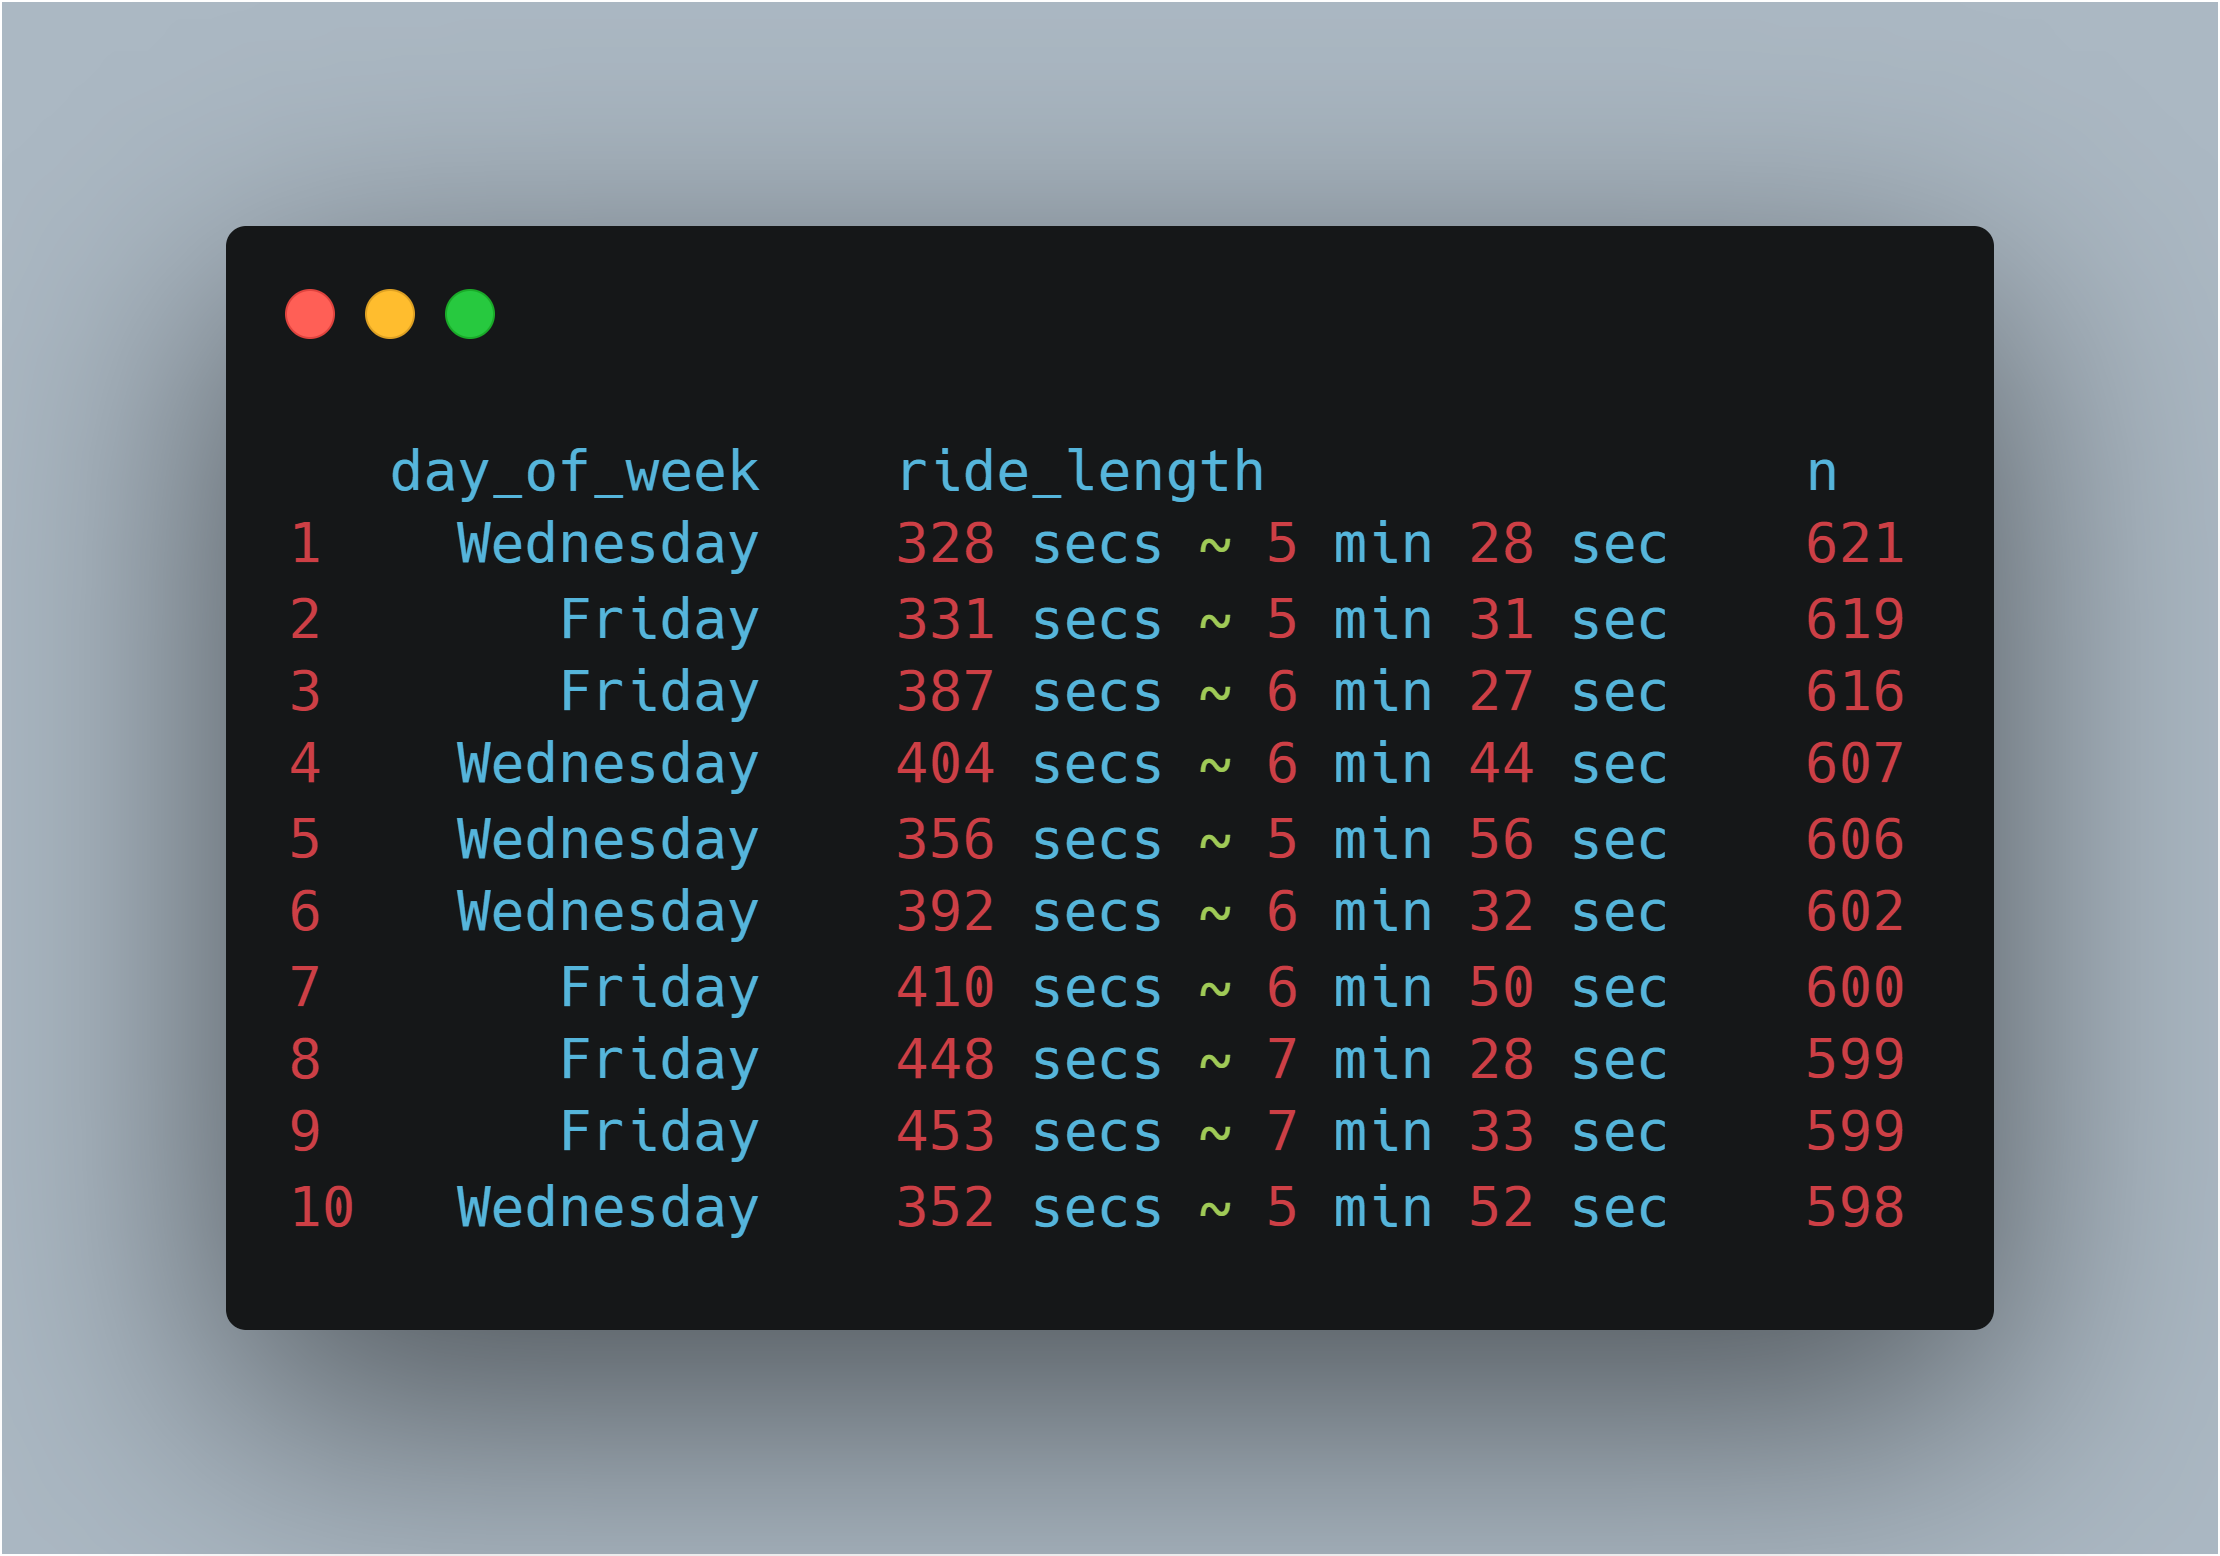 day_of_week ride_length n
1 Wednesday 328 secs ~ 5 min 28 sec 621
2 Friday 331 secs ~ 5 min 31 sec 619
3 Friday 387 secs ~ 6 min 27 sec 616
4 Wednesday 404 secs ~ 6 min 44 sec 607
5 Wednesday 356 secs ~ 5 min 56 sec 606
6 Wednesday 392 secs ~ 6 min 32 sec 602
7 Friday 410 secs ~ 6 min 50 sec 600
8 Friday 448 secs ~ 7 min 28 sec 599
9 Friday 453 secs ~ 7 min 33 sec 599
10 Wednesday 352 secs ~ 5 min 52 sec 598